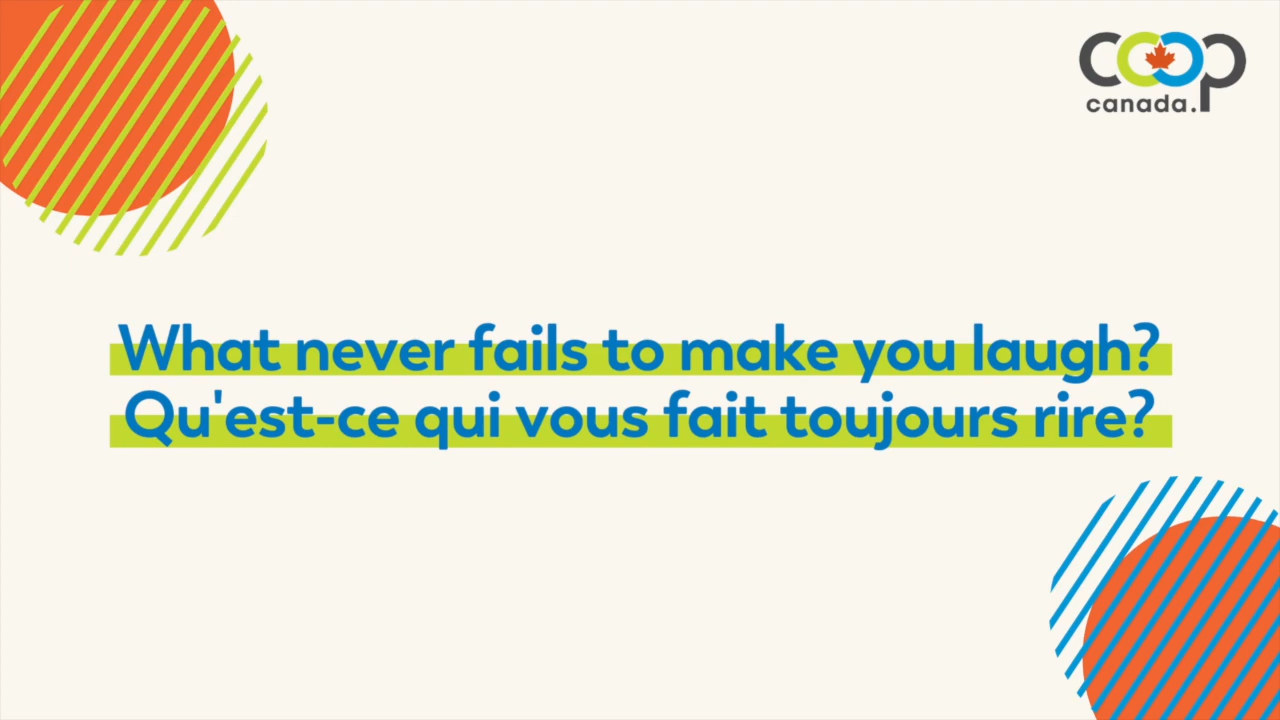 coop
canada.
What never fails to make you laugh?
Qu'est-ce qui vous fait toujours rire?